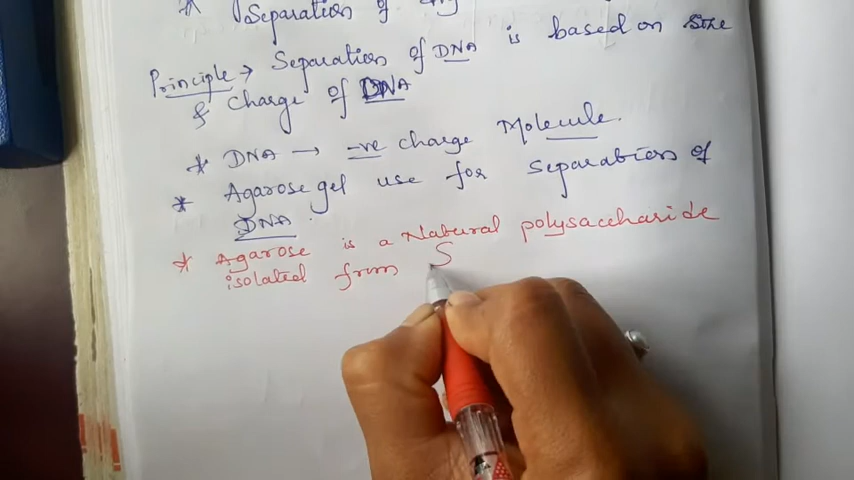 * Separation of
Principle → Separation of DNA is based on Size
& Charge of DNA
* DNA → -ve charge Molecule.
* Agarose gel use for separation of
DNA.
* Agarose is a Natural polysaccharide
isolated from S